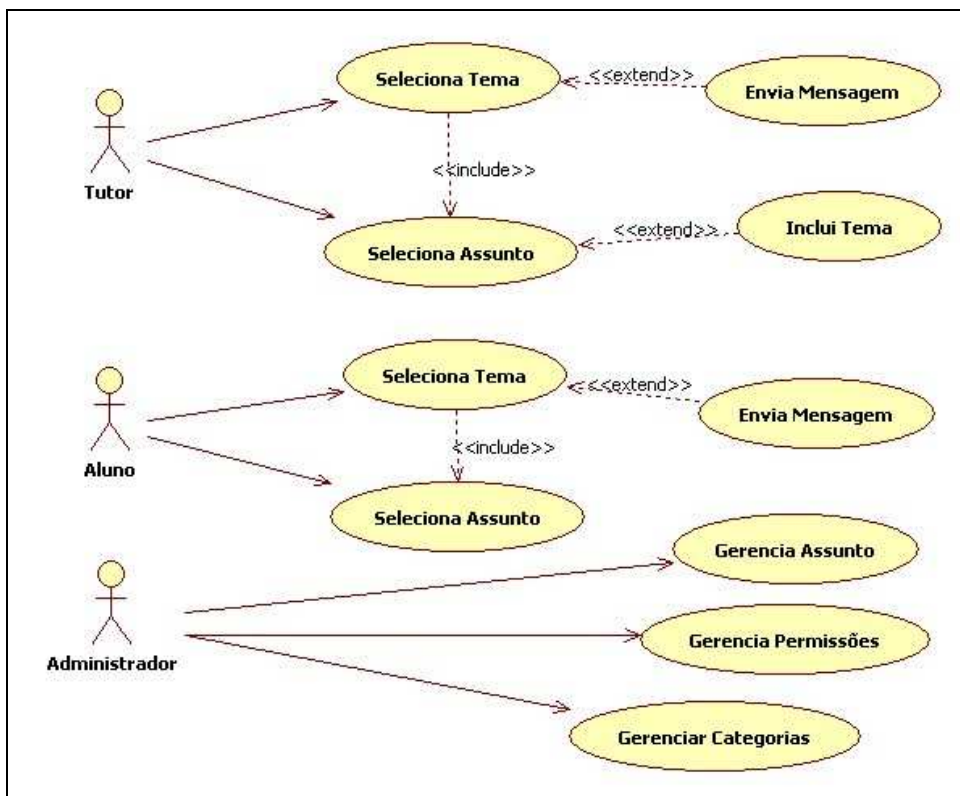 Seleciona Tema
<<extend>>
Envia Mensagem
Tutor
<<include>>
Seleciona Assunto
<<extend>>
Inclui Tema
Seleciona Tema
<<extend>>
Envia Mensagem
Aluno
<<include>>
Seleciona Assunto
Gerencia Assunto
Administrador
Gerencia Permissões
Gerenciar Categorias